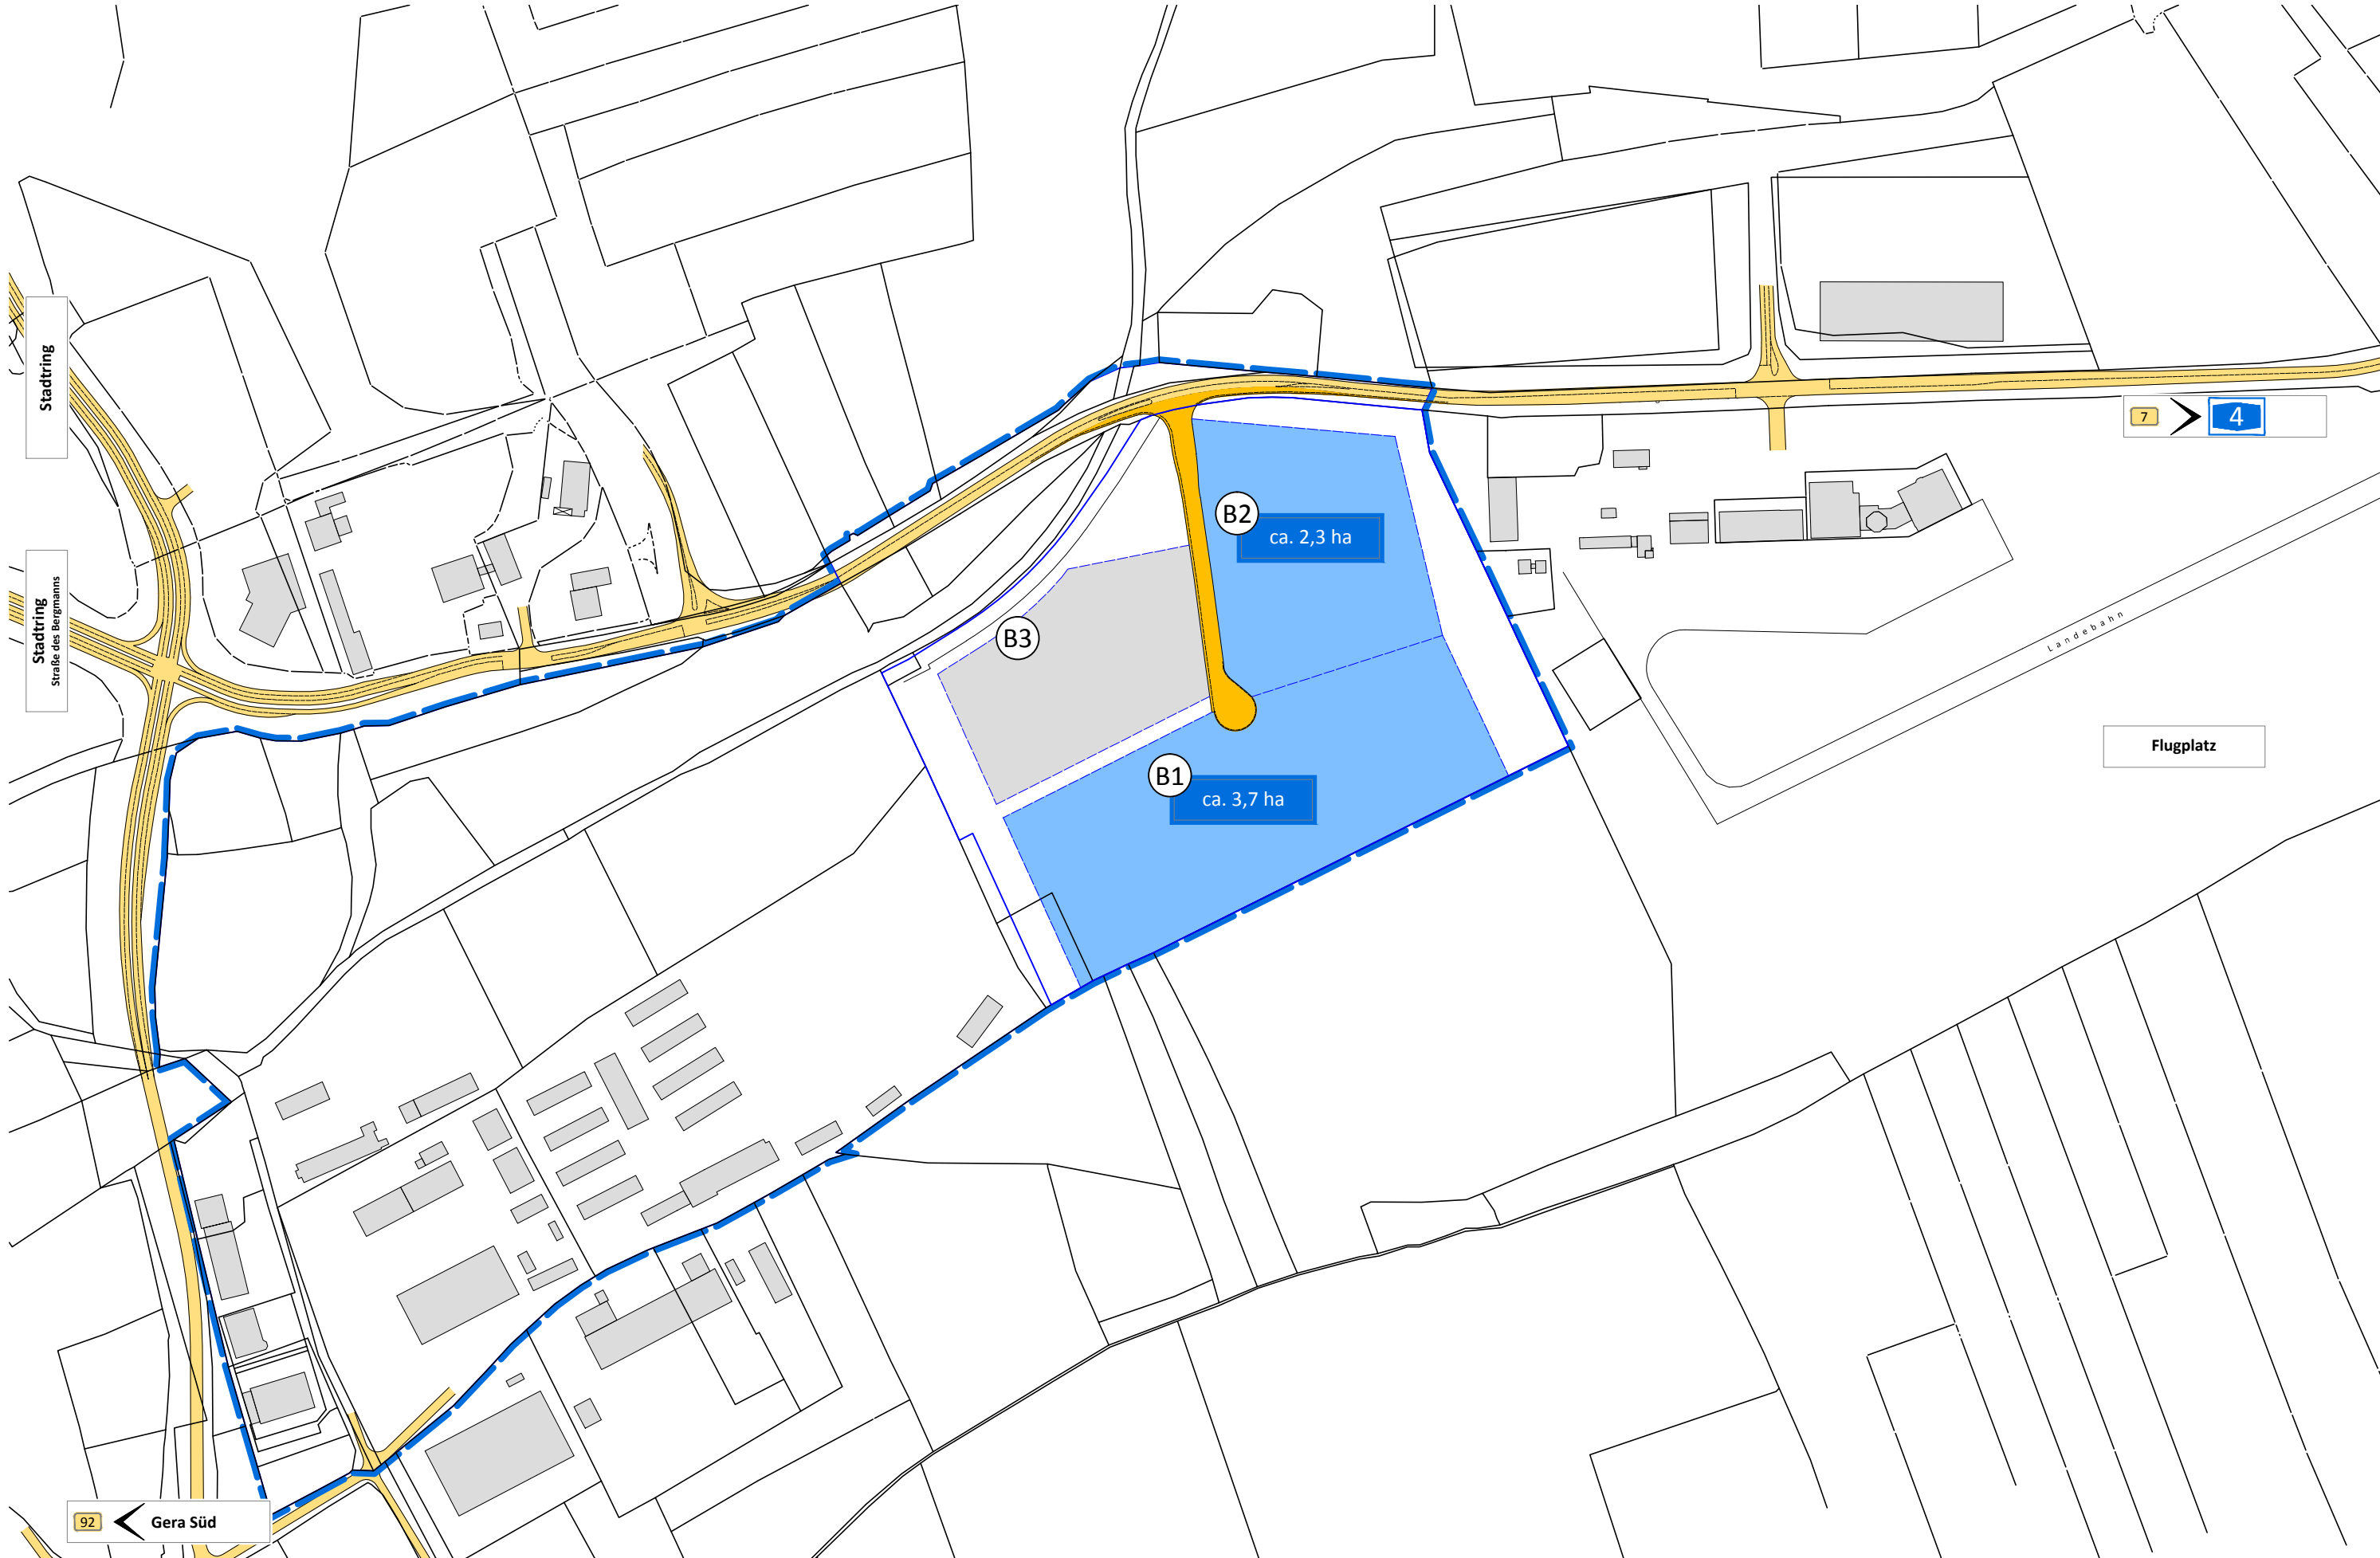 Stadtring
Stadtring
Straße des Bergmanns
7
4
B2
ca. 2,3 ha
B3
B1
ca. 3,7 ha
Landebahn
Flugplatz
92
Gera Süd